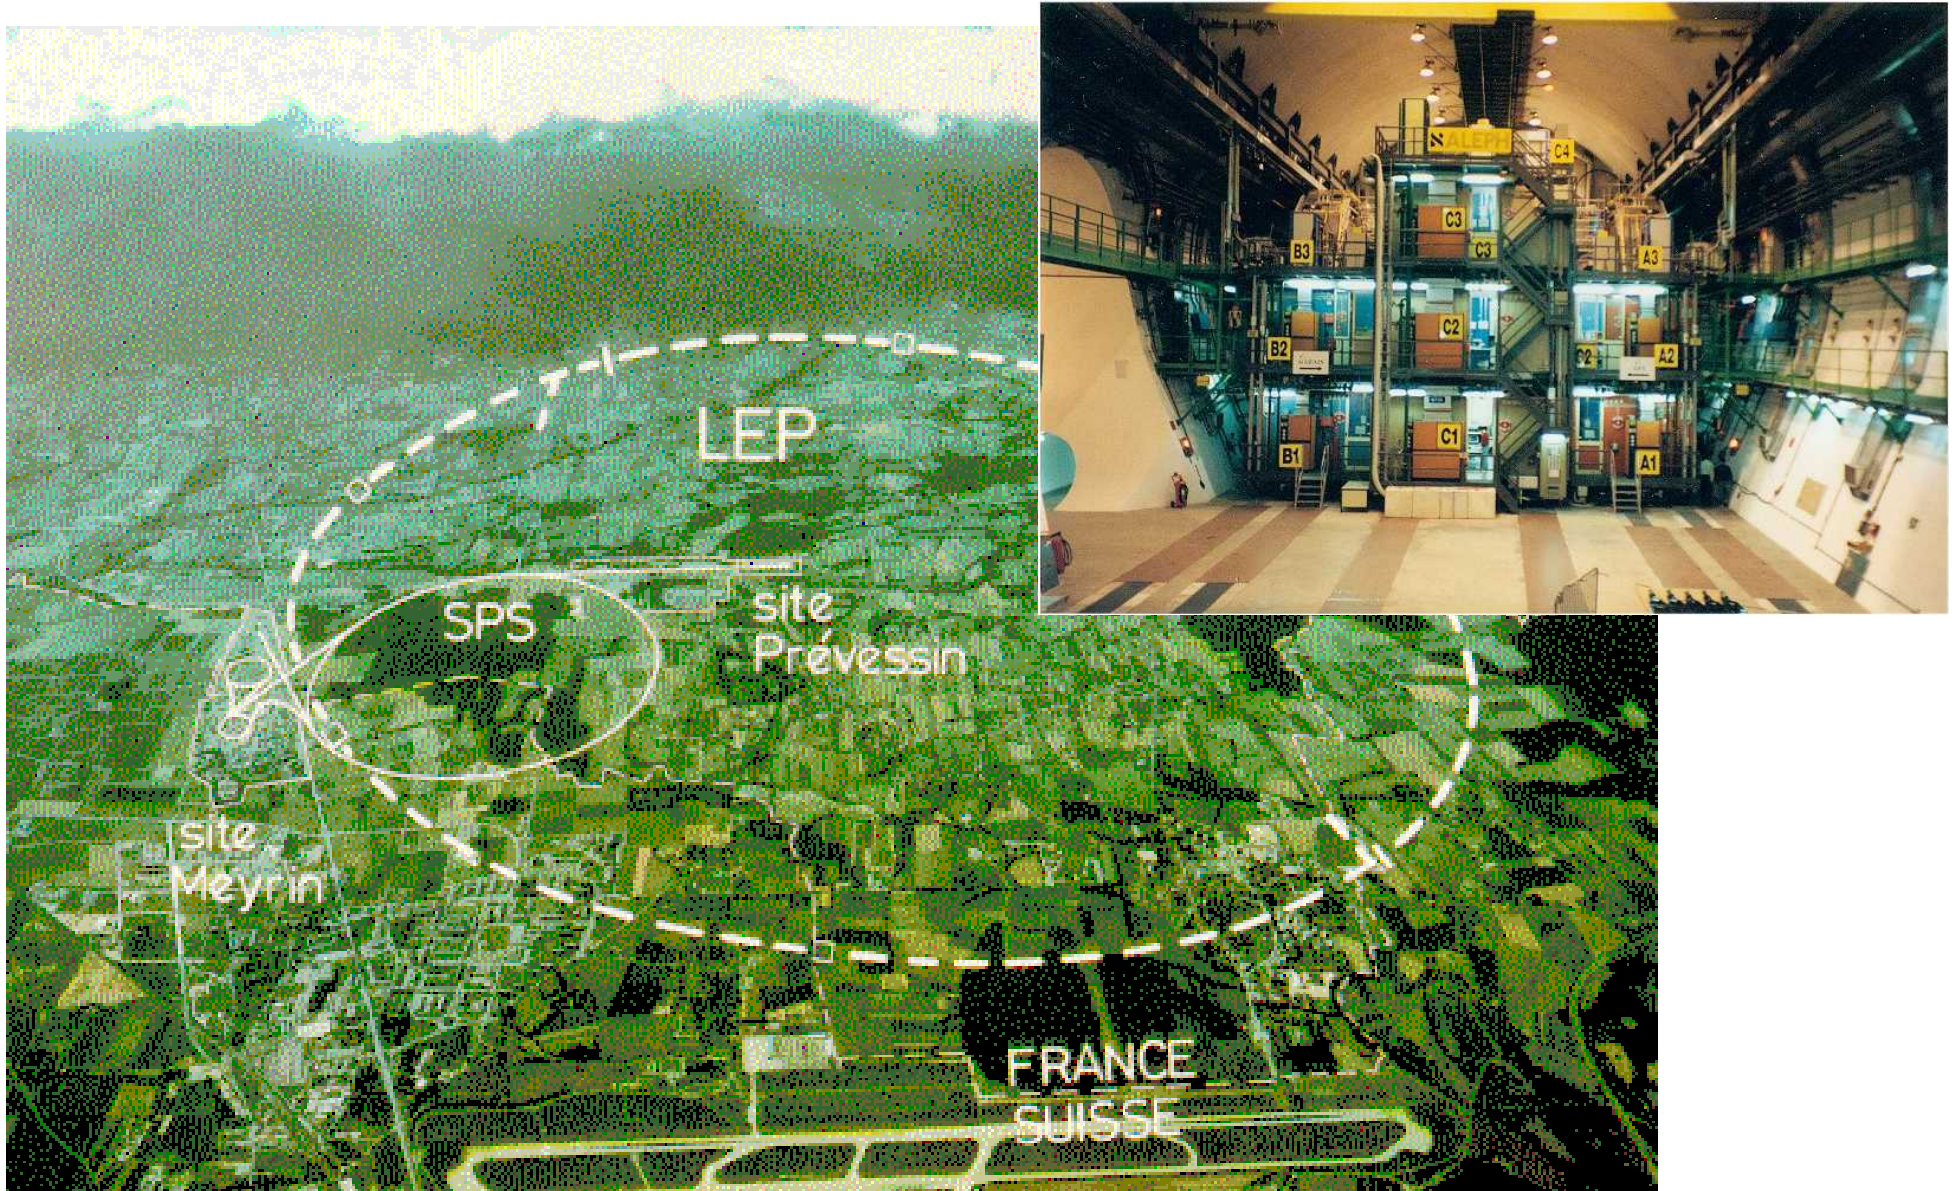 LEP
SPS
site
Prévessin
site
Meyrin
FRANCE
SUISSE
ℵ ALEPH
C4
C3
C3
B3
A3
C2
B2
A2
C1
B1
A1